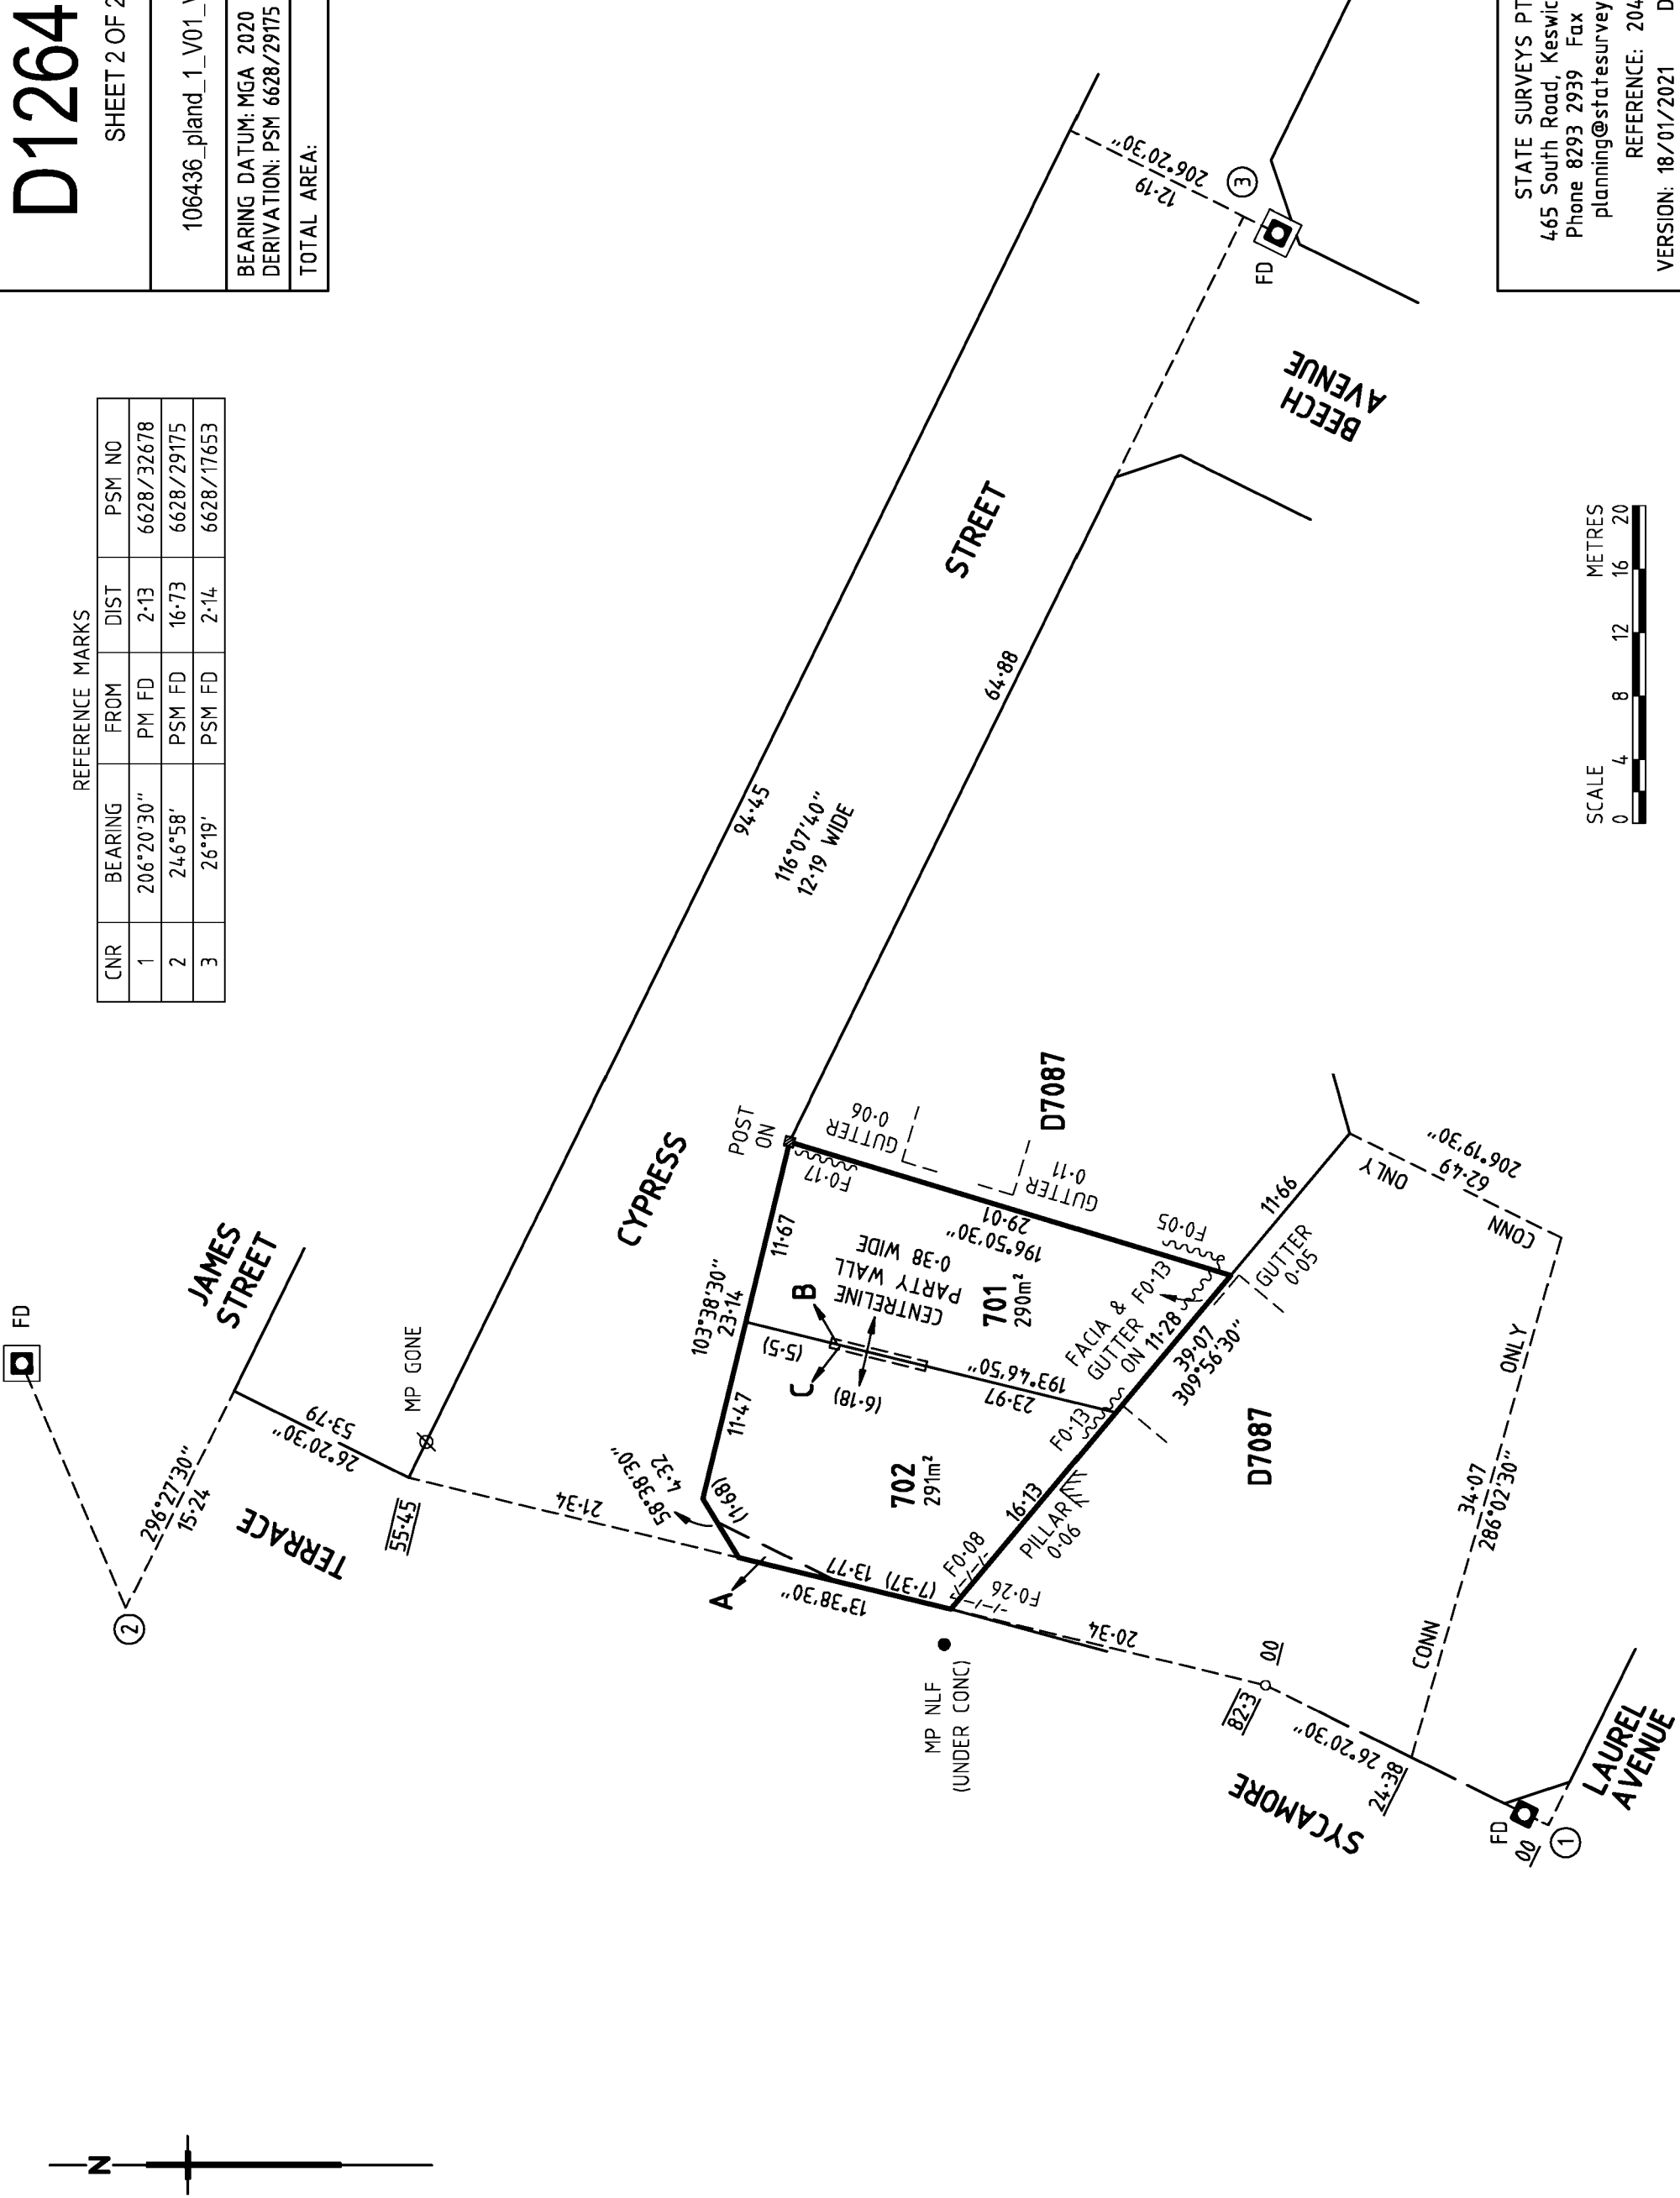 D1264
SHEET 2 OF 2
106436_pland_1_V01_
BEARING DATUM: MGA 2020
DERIVATION: PSM 6628/29175
TOTAL AREA:
REFERENCE MARKS
CNR BEARING FROM DIST PSM NO
1 206°20'30" PM FD 2·13 6628/32678
2 246°58' PSM FD 16·73 6628/29175
3 26°19' PSM FD 2·14 6628/17653
FD
2
296°27'30"
15·24
JAMES
STREET
26°20'30"
53·79
TERRACE
55·45
MP GONE
21·34
CYPRESS
STREET
94·45
116°07'40"
12·19 WIDE
64·88
206°20'30"
12·19
3
FD
BEECH
AVENUE
POST
ON
103°38'30"
23·14
11·67
11·47
58°38'30"
4·32
(7·68)
A
13°38'30"
13·77
(7·37)
F0·17
GUTTER
0·06
GUTTER
0·11
D7087
196°50'30"
29·01
CENTRELINE
PARTY WALL
0·38 WIDE
B
C
(5·5)
(6·18)
193°46'50"
23·97
701
290m²
702
291m²
F0·05
F0·13
FACIA &
GUTTER
ON
11·28
39·07
309°56'30"
F0·13
16·13
PILLAR
0·06
F0·08
F0·26
GUTTER
0·05
11·66
D7087
MP NLF
(UNDER CONC)
20·34
82·3
00
26°20'30"
SYCAMORE
24·38
CONN
34·07
286°02'30"
ONLY
CONN
62·49
206°19'30"
ONLY
FD
00
1
LAUREL
AVENUE
N
SCALE
METRES
0 4 8 12 16 20
STATE SURVEYS PT
465 South Road, Keswic
Phone 8293 2939 Fax
planning@statesurvey
REFERENCE: 204
VERSION: 18/01/2021 D